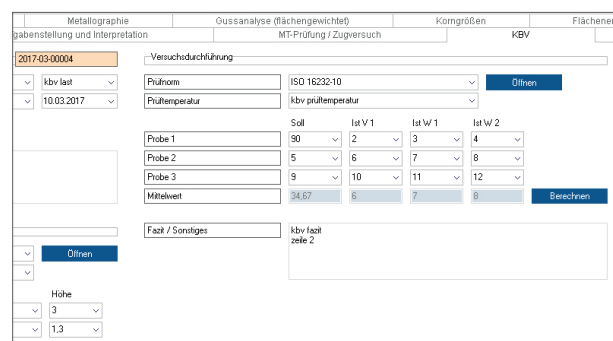 Metallographie Gussanalyse (flächengewichtet) Korngrößen Flächener
gabenstellung und Interpretation MT-Prüfung / Zugversuch KBV
2017-03-00004 Versuchsdurchführung
kbv last Prüfnorm ISO 16232-10 Öffnen
10.03.2017 Prüftemperatur kbv prüftemperatur
Soll Ist V 1 Ist W 1 Ist W 2
Probe 1 90 2 3 4
Probe 2 5 6 7 8
Probe 3 9 10 11 12
Mittelwert 34,67 6 7 8 Berechnen
Fazit / Sonstiges kbv fazit
zeile 2
Öffnen
Höhe
3
1,3